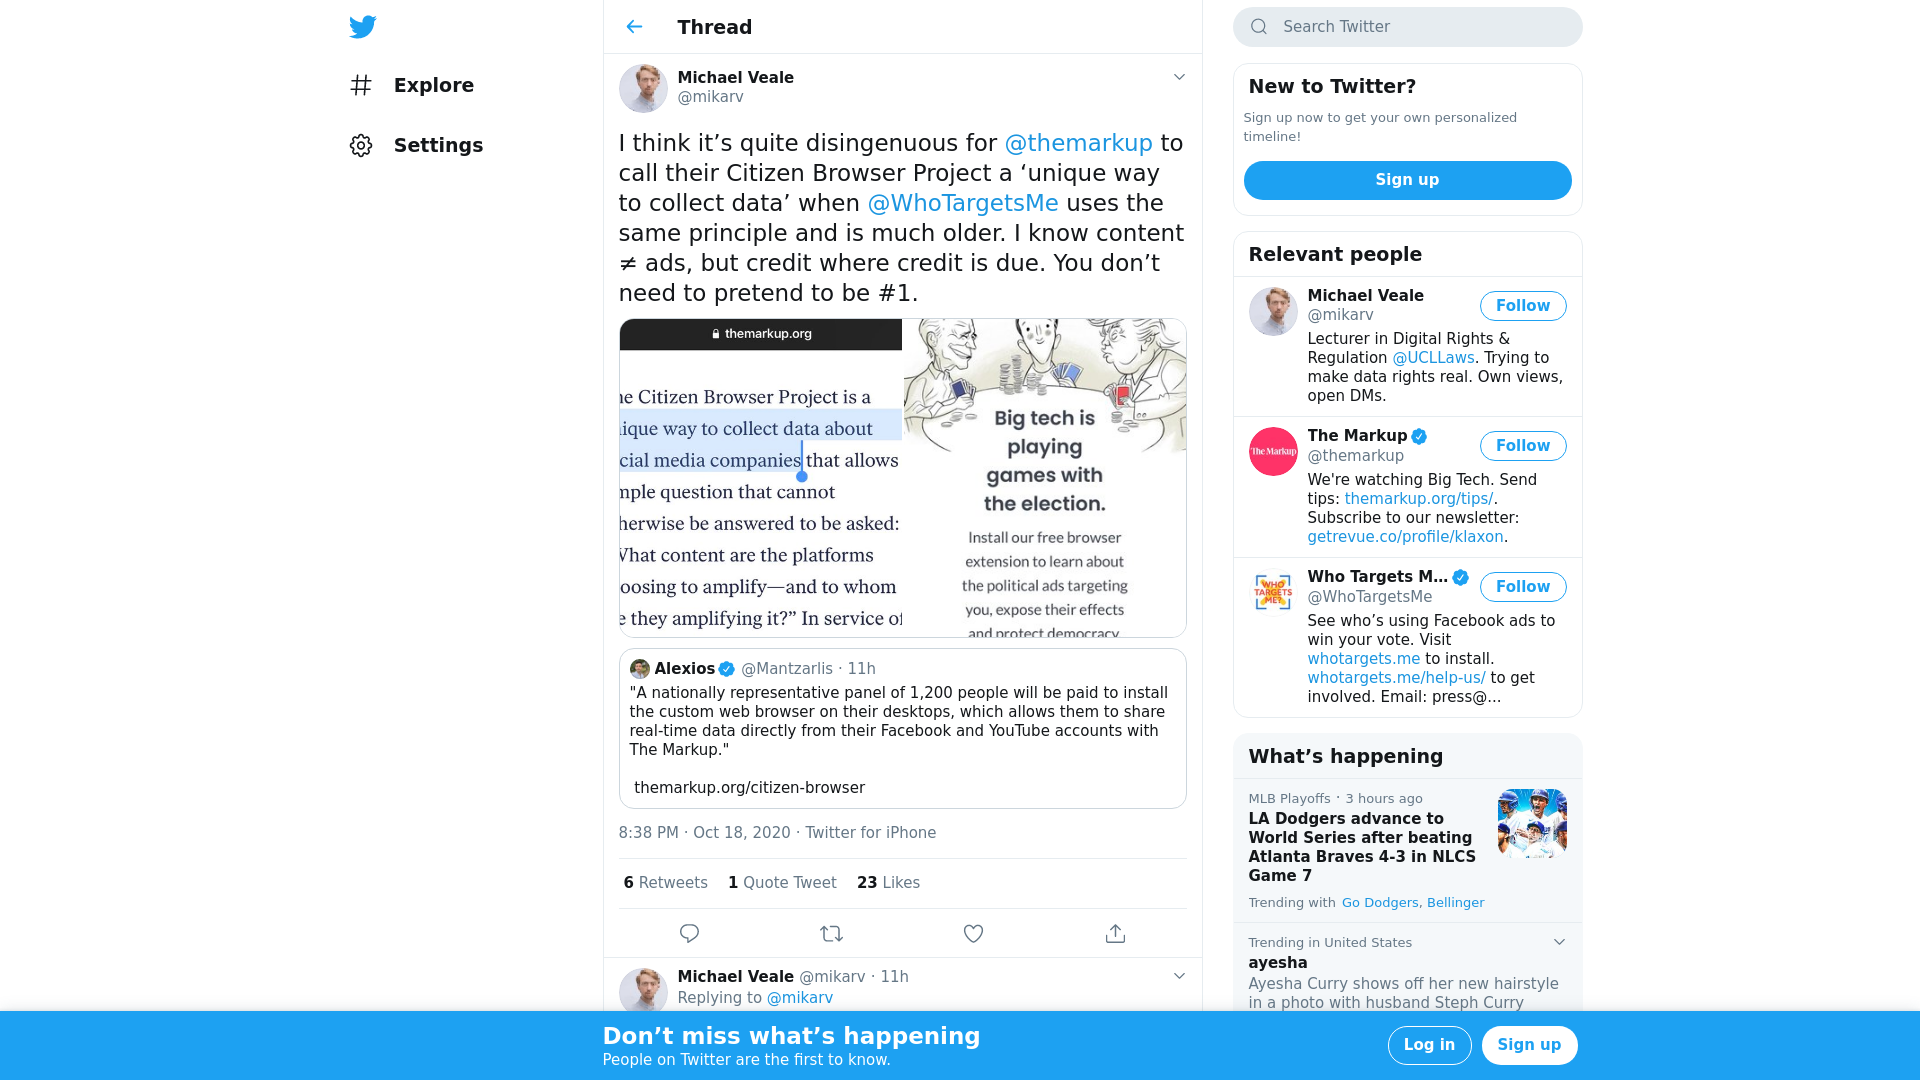 Explore
Settings
Thread
Michael Veale
@mikarv
I think it’s quite disingenuous for @themarkup to
call their Citizen Browser Project a ‘unique way
to collect data’ when @WhoTargetsMe uses the
same principle and is much older. I know content
≠ ads, but credit where credit is due. You don’t
need to pretend to be #1.
themarkup.org
ne Citizen Browser Project is a
nique way to collect data about
cial media companies that allows
mple question that cannot
herwise be answered to be asked:
What content are the platforms
oosing to amplify—and to whom
e they amplifying it?” In service of
Big tech is
playing
games with
the election.
Install our free browser
extension to learn about
the political ads targeting
you, expose their effects
and protect democracy
Alexios @Mantzarlis · 11h
"A nationally representative panel of 1,200 people will be paid to install
the custom web browser on their desktops, which allows them to share
real-time data directly from their Facebook and YouTube accounts with
The Markup."
themarkup.org/citizen-browser
8:38 PM · Oct 18, 2020 · Twitter for iPhone
6 Retweets 1 Quote Tweet 23 Likes
Michael Veale @mikarv · 11h
Replying to @mikarv
Search Twitter
New to Twitter?
Sign up now to get your own personalized
timeline!
Sign up
Relevant people
Michael Veale
@mikarv
Follow
Lecturer in Digital Rights &
Regulation @UCLLaws. Trying to
make data rights real. Own views,
open DMs.
The Markup
The Markup
@themarkup
Follow
We're watching Big Tech. Send
tips: themarkup.org/tips/.
Subscribe to our newsletter:
getrevue.co/profile/klaxon.
WHO
TARGETS
ME?
Who Targets M…
@WhoTargetsMe
Follow
See who’s using Facebook ads to
win your vote. Visit
whotargets.me to install.
whotargets.me/help-us/ to get
involved. Email: press@...
What’s happening
MLB Playoffs · 3 hours ago
LA Dodgers advance to
World Series after beating
Atlanta Braves 4-3 in NLCS
Game 7
Trending with Go Dodgers, Bellinger
Trending in United States
ayesha
Ayesha Curry shows off her new hairstyle
in a photo with husband Steph Curry
Don’t miss what’s happening
People on Twitter are the first to know.
Log in
Sign up